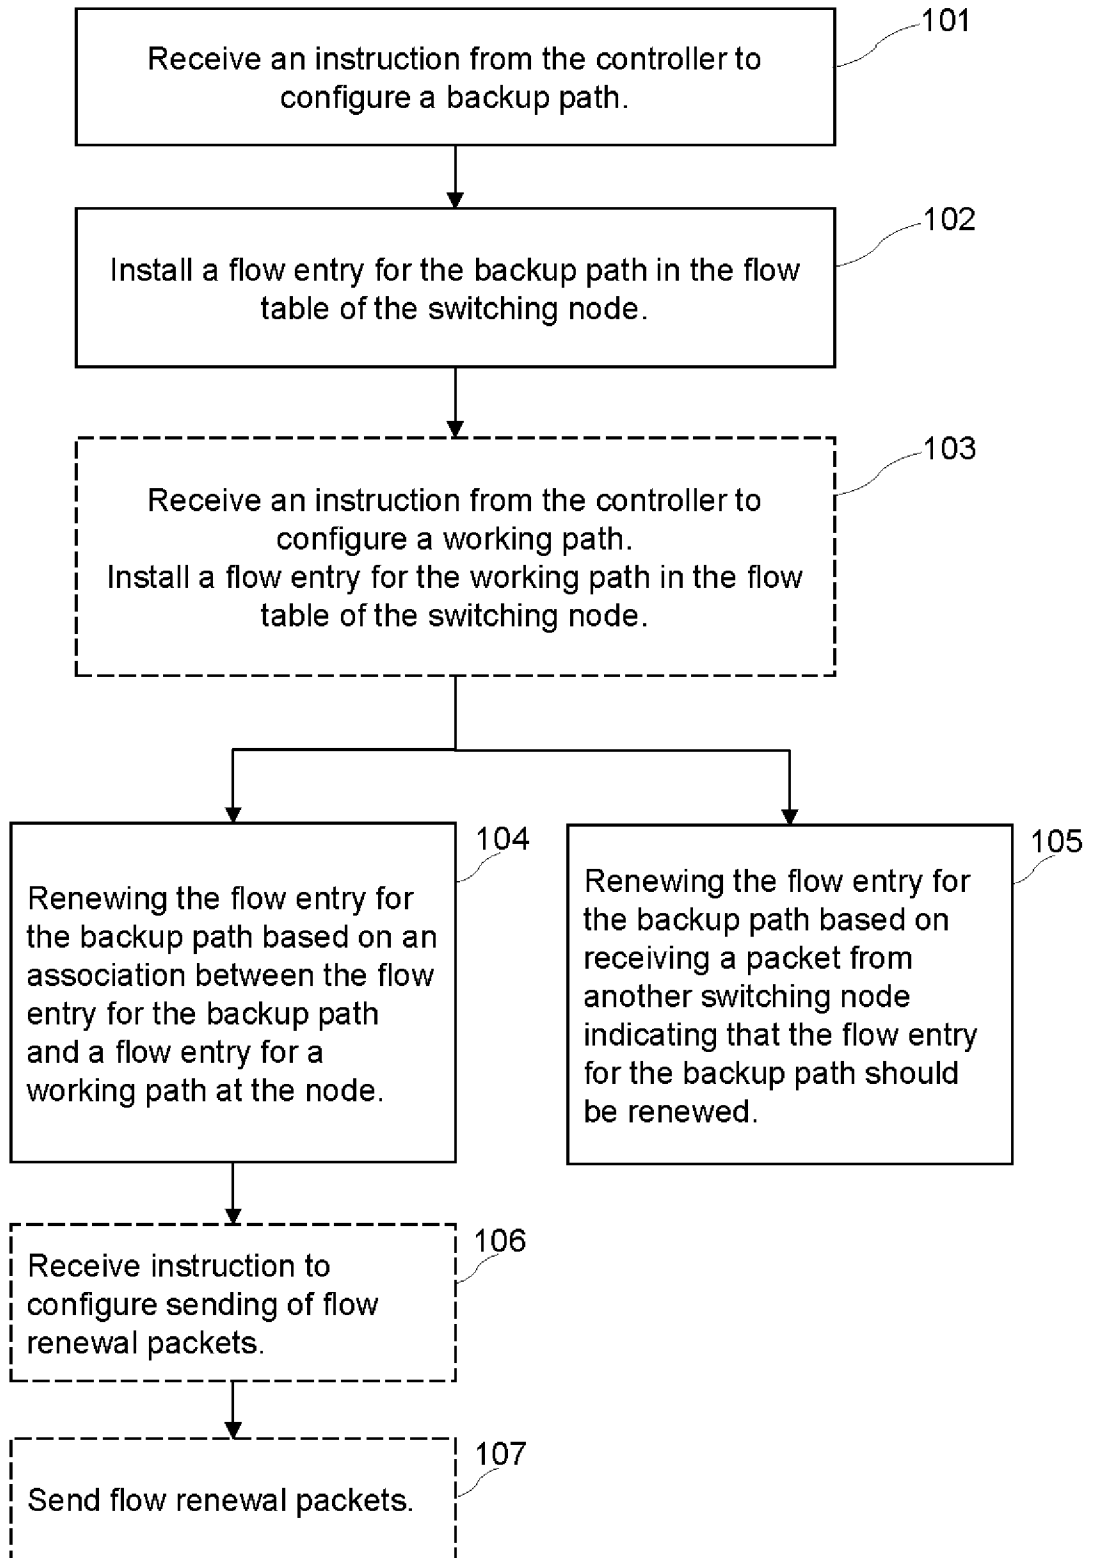 101
Receive an instruction from the controller to
configure a backup path.
102
Install a flow entry for the backup path in the flow
table of the switching node.
103
Receive an instruction from the controller to
configure a working path.
Install a flow entry for the working path in the flow
table of the switching node.
104
Renewing the flow entry for
the backup path based on an
association between the flow
entry for the backup path
and a flow entry for a
working path at the node.
105
Renewing the flow entry for
the backup path based on
receiving a packet from
another switching node
indicating that the flow entry
for the backup path should
be renewed.
106
Receive instruction to
configure sending of flow
renewal packets.
107
Send flow renewal packets.